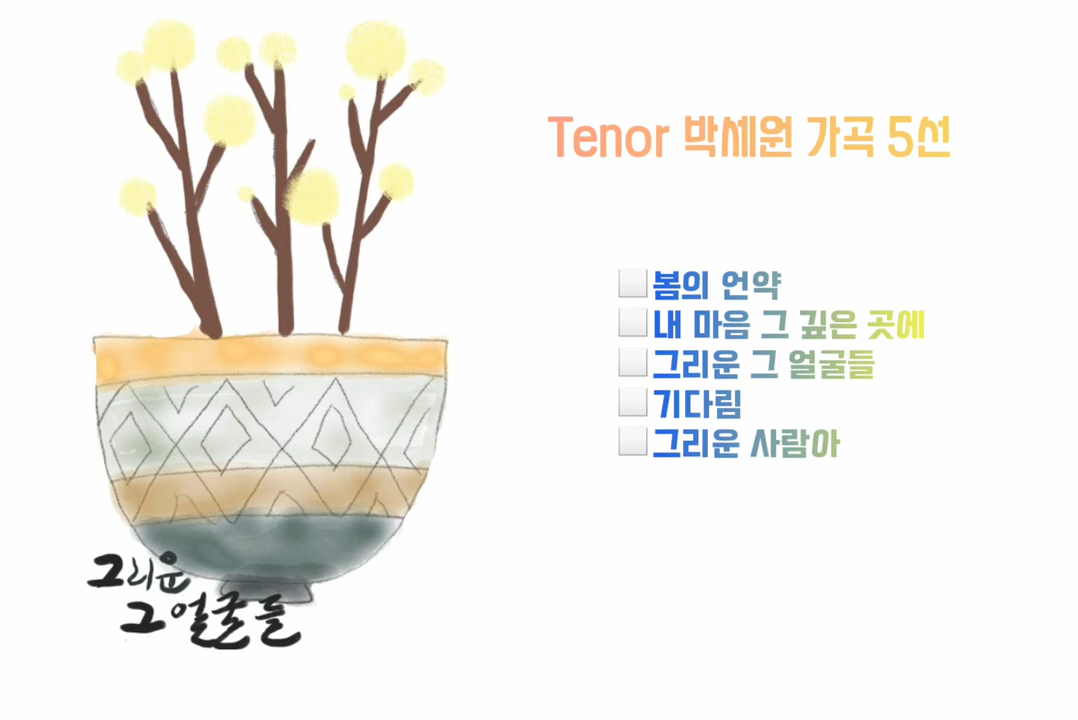 Tenor 박세원 가곡 5선
봄의 언약
내 마음 그 깊은 곳에
그리운 그 얼굴들
기다림
그리운 사람아
그리운
그 얼굴들